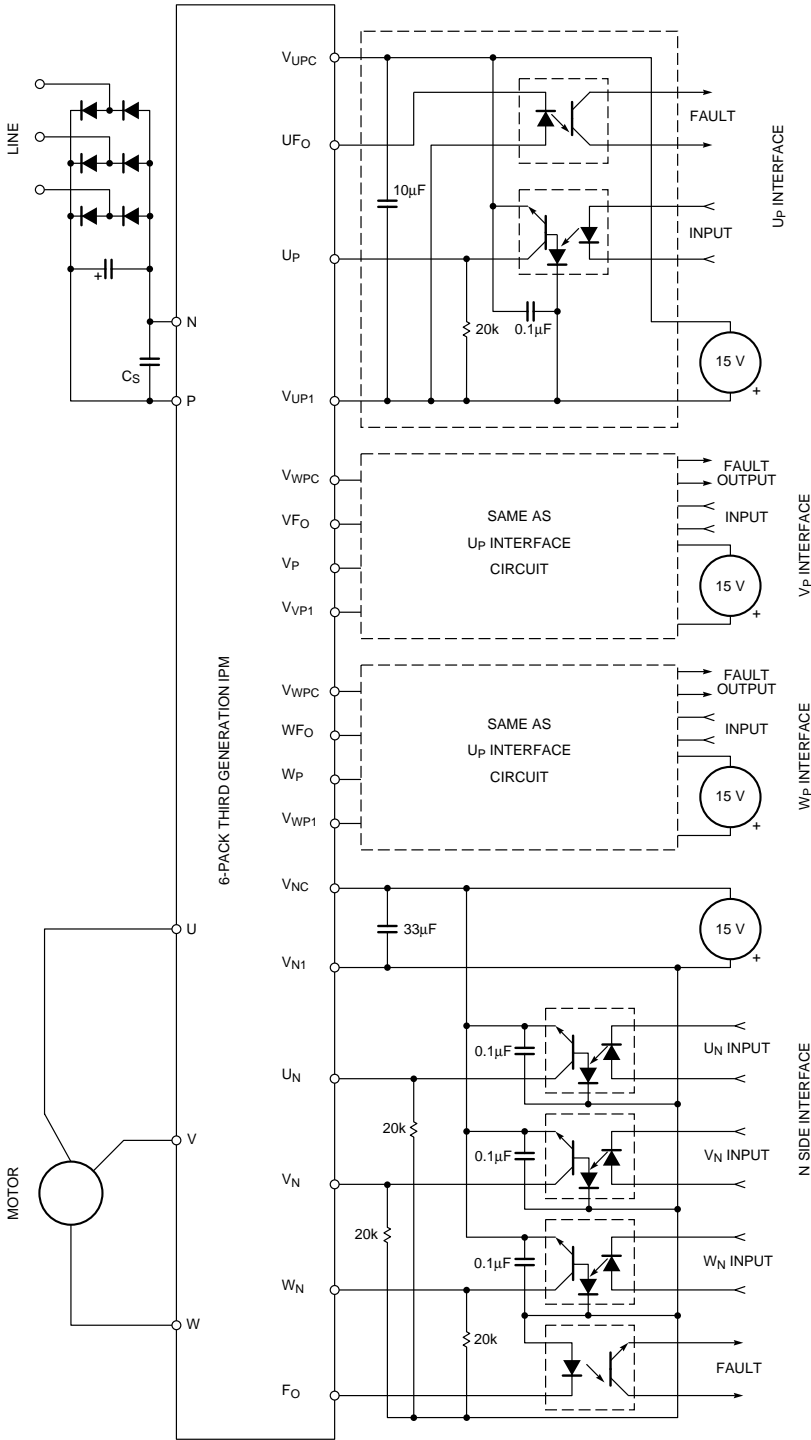 LINE
+
N
CS
P
6-PACK THIRD GENERATION IPM
U
V
W
MOTOR
VUPC
UFO
UP
VUP1
10µF
20k
0.1µF
FAULT
INPUT
15 V
+
UP INTERFACE
VWPC
VFO
VP
VVP1
SAME AS
UP INTERFACE
CIRCUIT
FAULT
OUTPUT
INPUT
15 V
+
VP INTERFACE
VWPC
WFO
WP
VWP1
SAME AS
UP INTERFACE
CIRCUIT
FAULT
OUTPUT
INPUT
15 V
+
WP INTERFACE
VNC
VN1
33µF
15 V
+
UN
0.1µF
UN INPUT
20k
VN
0.1µF
VN INPUT
20k
WN
0.1µF
WN INPUT
20k
FO
FAULT
N SIDE INTERFACE